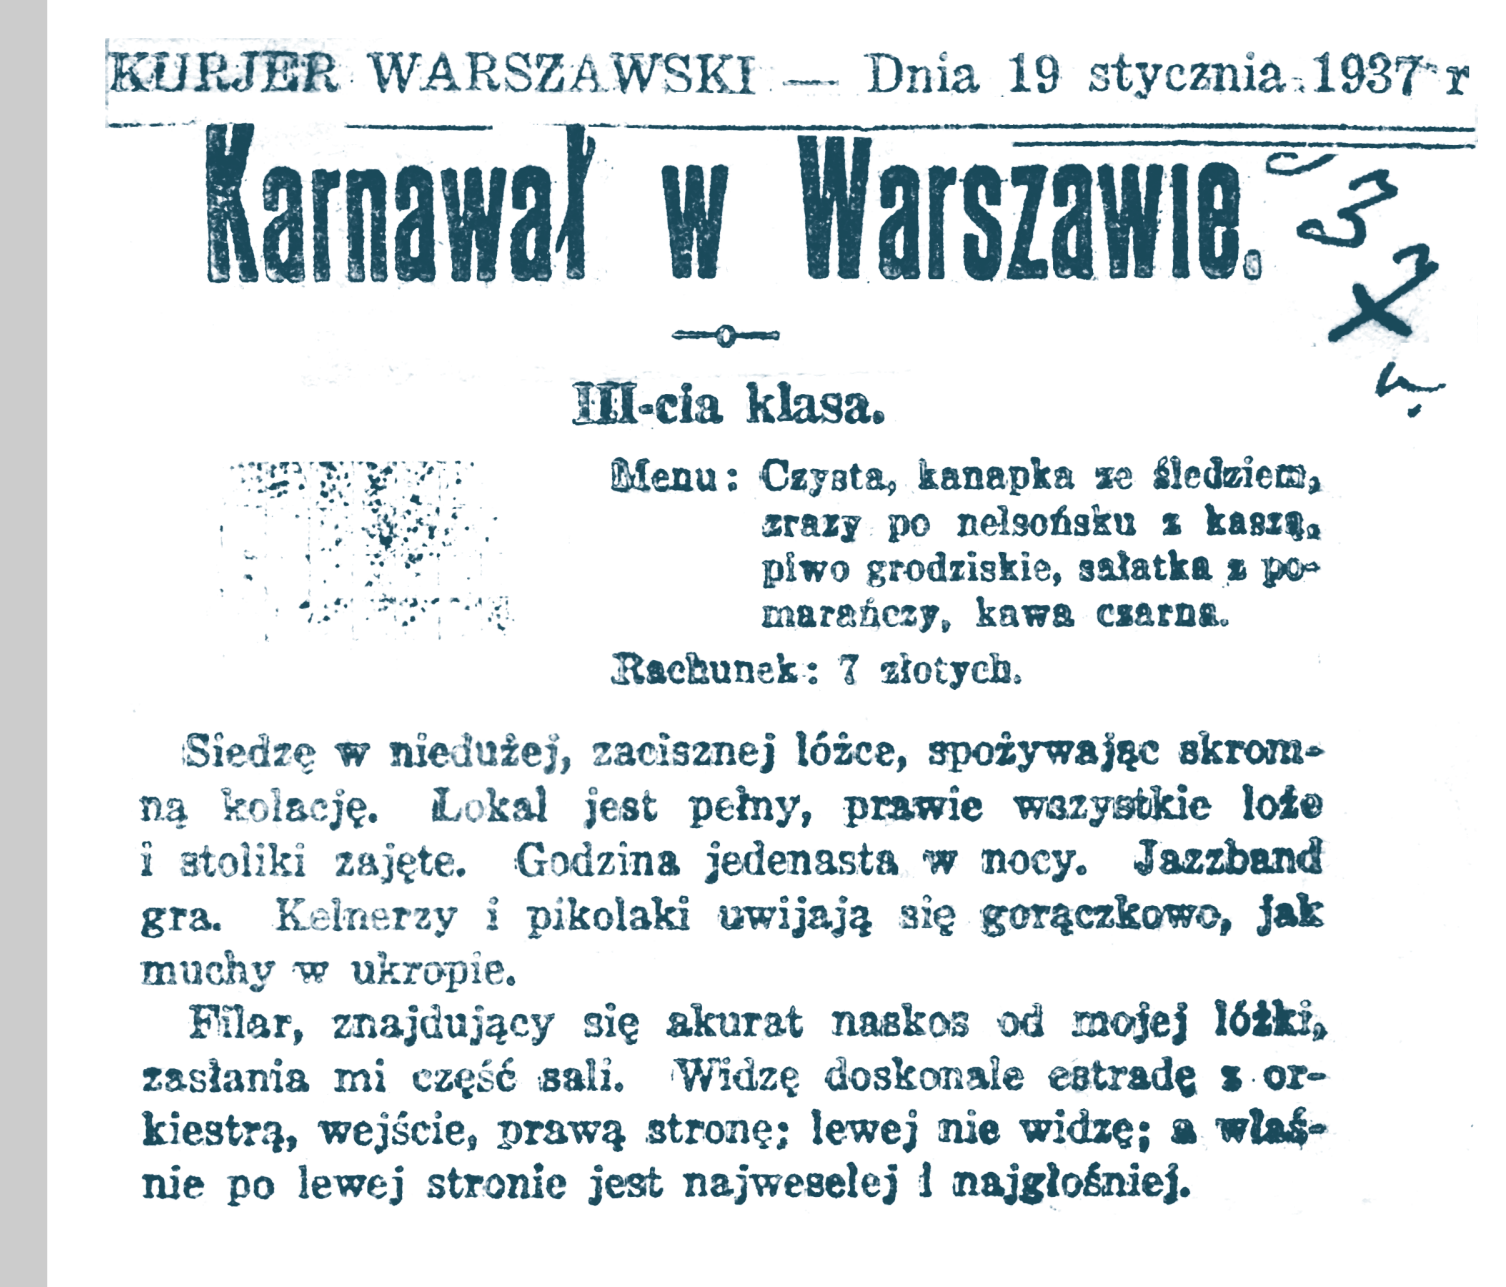 KURJER WARSZAWSKI — Dnia 19 stycznia 1937 r
Karnawał w Warszawie.
III-cia klasa.
Menu: Czysta, kanapka ze śledziem,
zrazy po nelsońsku z kaszą,
piwo grodziskie, sałatka z po-
marańczy, kawa czarna.
Rachunek: 7 złotych.
Siedzę w niedużej, zacisznej lóżce, spożywając skrom-
ną kolację. Lokal jest pełny, prawie wszystkie loże
i stoliki zajęte. Godzina jedenasta w nocy. Jazzband
gra. Kelnerzy i pikolaki uwijają się gorączkowo, jak
muchy w ukropie.
Filar, znajdujący się akurat naskos od mojej lóżki,
zasłania mi część sali. Widzę doskonale estradę z or-
kiestrą, wejście, prawą stronę; lewej nie widzę; a właś-
nie po lewej stronie jest najweselej i najgłośniej.